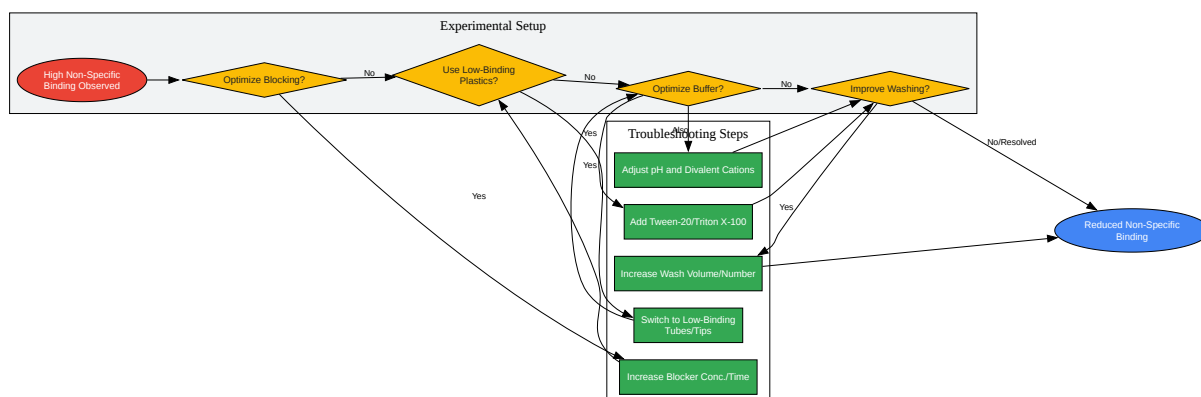 Experimental Setup
High Non-Specific
Binding Observed
Optimize Blocking?
No
Use Low-Binding
Plastics?
No
Optimize Buffer?
No
Improve Washing?
Yes
Also
Troubleshooting Steps
No/Resolved
Yes
Adjust pH and Divalent Cations
Yes
Yes
Add Tween-20/Triton X-100
Reduced Non-Specific
Binding
Increase Wash Volume/Number
Switch to Low-Binding
Tubes/Tips
Increase Blocker Conc./Time